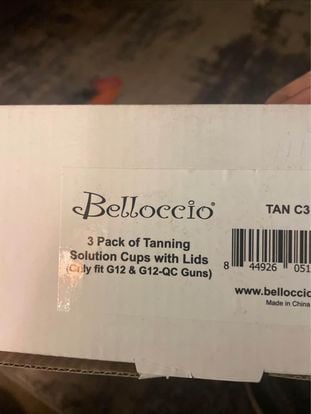 Belloccio®
TAN C3
3 Pack of Tanning
Solution Cups with Lids
(Only fit G12 & G12-QC Guns)
8 44926 051
www.bellocci
Made in China